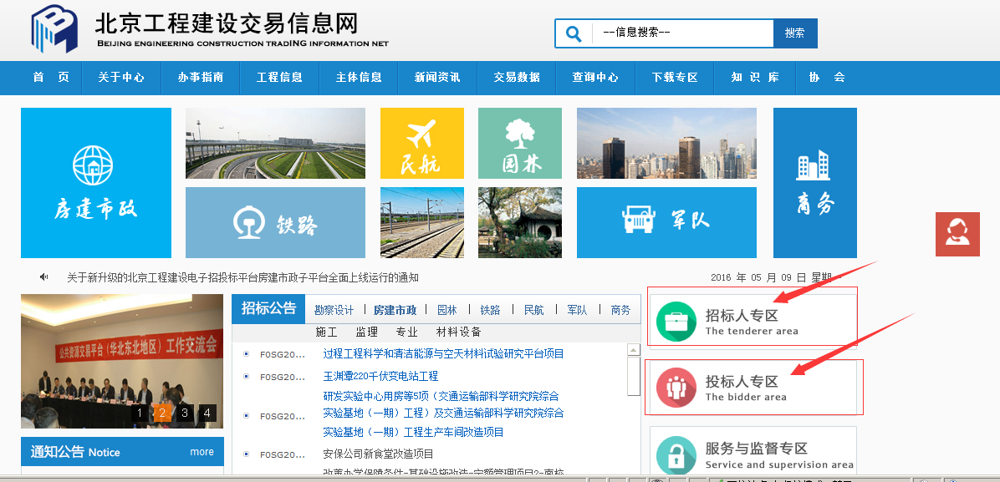 北京工程建设交易信息网
BEIJING ENGINEERING CONSTRUCTION TRADING INFORMATION NET
--信息搜索--
搜索
首 页 关于中心 办事指南 工程信息 主体信息 新闻资讯 交易数据 查询中心 下载专区 知 识 库 协 会
房建市政
民航
园林
铁路
军队
商务
关于新升级的北京工程建设电子招投标平台房建市政子平台全面上线运行的通知
2016 年 05 月 09 日 星期
公共资源交易平台（华北东北地区）工作交流会
1 2 3 4
通知公告 Notice more
招标公告 勘察设计 房建市政 园林 铁路 民航 军队 商务
施工 监理 专业 材料设备
F0SG20... 过程工程科学和清洁能源与空天材料试验研究平台项目
F0SG20... 玉渊潭220千伏变电站工程
研发实验中心用房等5项（交通运输部科学研究院综合
F0SG20... 实验基地（一期）工程）及交通运输部科学研究院综合
实验基地（一期）工程生产车间改造项目
F0SG20... 安保公司新食堂改造项目
招标人专区
The tenderer area
投标人专区
The bidder area
服务与监督专区
Service and supervision area